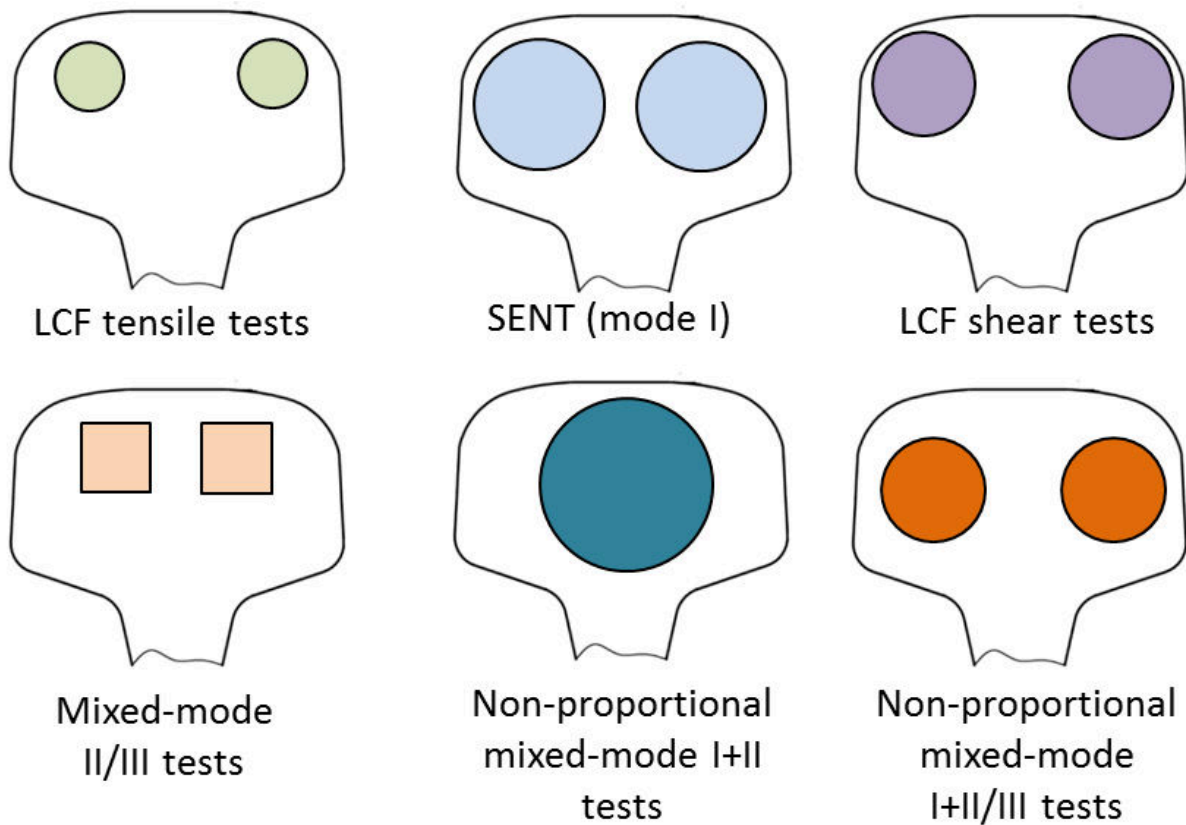 LCF tensile tests
SENT (mode I)
LCF shear tests
Mixed-mode
II/III tests
Non-proportional
mixed-mode I+II
tests
Non-proportional
mixed-mode
I+II/III tests